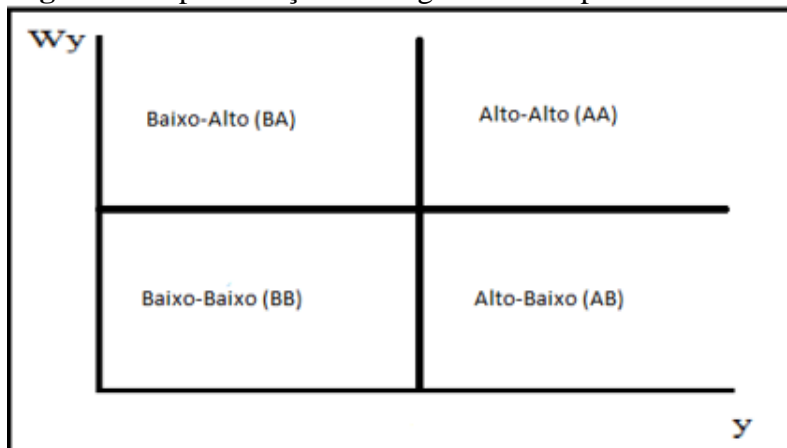 Wy
Baixo-Alto (BA)
Alto-Alto (AA)
Baixo-Baixo (BB)
Alto-Baixo (AB)
y